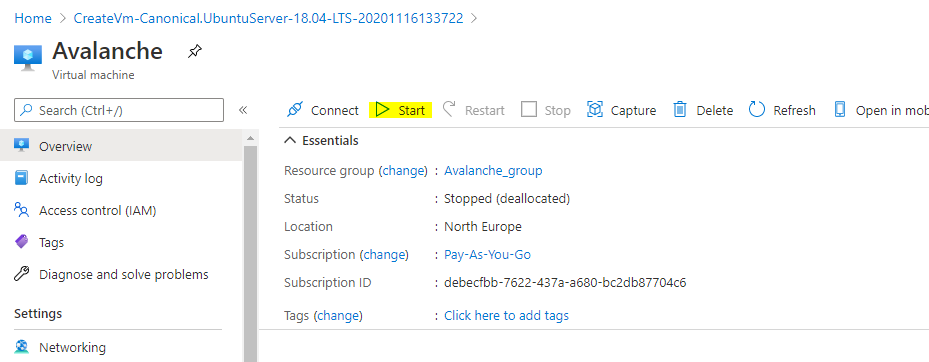 Home > CreateVm-Canonical.UbuntuServer-18.04-LTS-20201116133722 >
Avalanche
Virtual machine
Search (Ctrl+/)
«
Overview
Activity log
Access control (IAM)
Tags
Diagnose and solve problems
Settings
Networking
Connect Start Restart Stop Capture Delete Refresh Open in mob
Essentials
Resource group (change) : Avalanche_group
Status : Stopped (deallocated)
Location : North Europe
Subscription (change) : Pay-As-You-Go
Subscription ID : debecfbb-7622-437a-a680-bc2db87704c6
Tags (change) : Click here to add tags